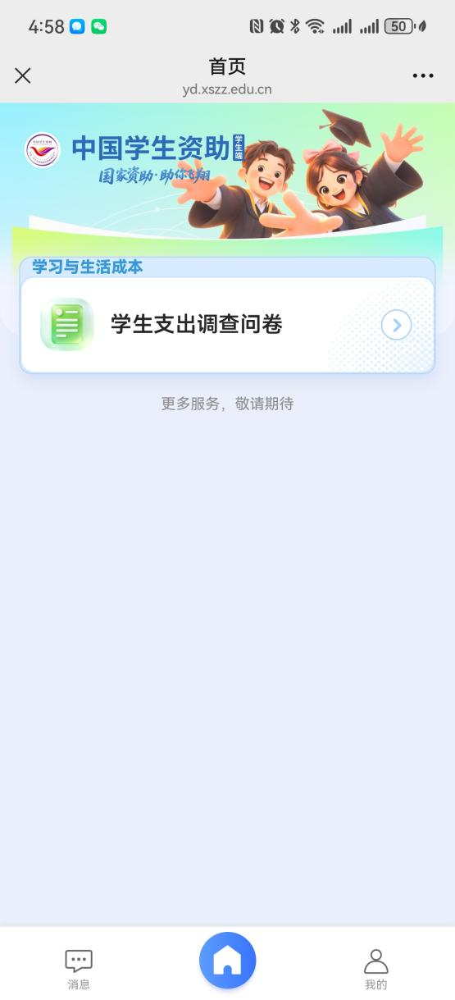 4:58
50
首页
yd.xszz.edu.cn
中国学生资助
学生端
国家资助·助你飞翔
学习与生活成本
学生支出调查问卷
更多服务，敬请期待
消息
我的